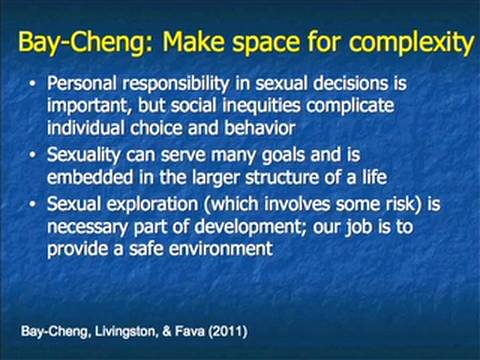 Bay-Cheng: Make space for complexity
• Personal responsibility in sexual decisions is
important, but social inequities complicate
individual choice and behavior
• Sexuality can serve many goals and is
embedded in the larger structure of a life
• Sexual exploration (which involves some risk) is
necessary part of development; our job is to
provide a safe environment
Bay-Cheng, Livingston, & Fava (2011)